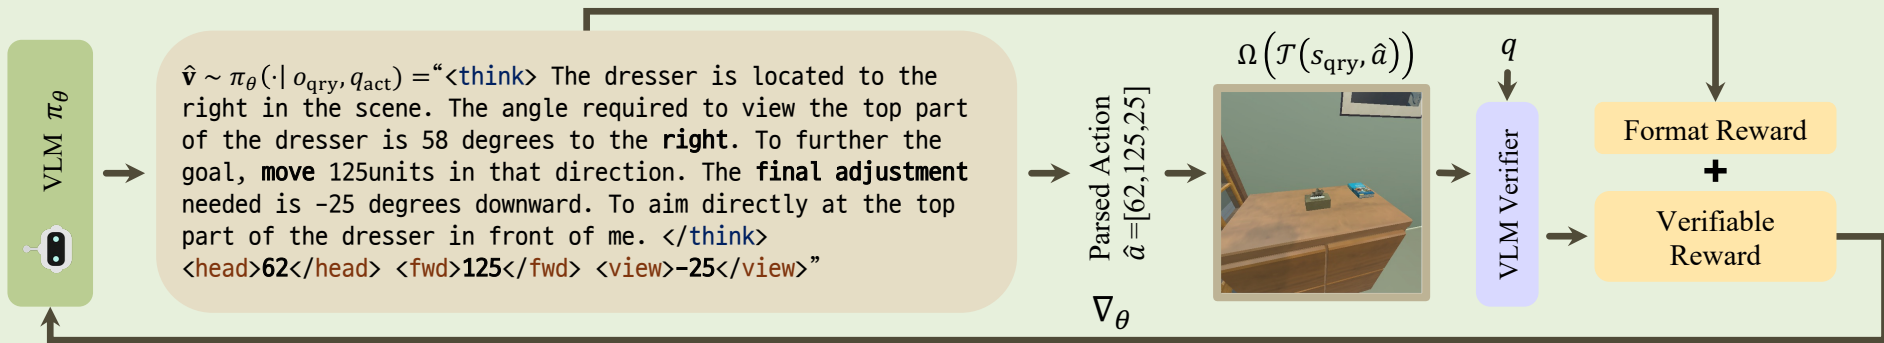 VLM π_θ
v̂ ~ π_θ(·| o_qry, q_act) =“<think> The dresser is located to the
right in the scene. The angle required to view the top part
of the dresser is 58 degrees to the right. To further the
goal, move 125units in that direction. The final adjustment
needed is -25 degrees downward. To aim directly at the top
part of the dresser in front of me. </think>
<head>62</head> <fwd>125</fwd> <view>-25</view>”
Parsed Action
â=[62,125,25]
∇_θ
Ω(𝒯(s_qry, â))
q
VLM Verifier
Format Reward
+
Verifiable
Reward